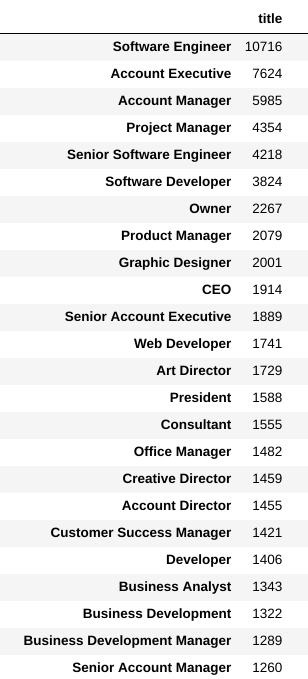 title
Software Engineer 10716
Account Executive 7624
Account Manager 5985
Project Manager 4354
Senior Software Engineer 4218
Software Developer 3824
Owner 2267
Product Manager 2079
Graphic Designer 2001
CEO 1914
Senior Account Executive 1889
Web Developer 1741
Art Director 1729
President 1588
Consultant 1555
Office Manager 1482
Creative Director 1459
Account Director 1455
Customer Success Manager 1421
Developer 1406
Business Analyst 1343
Business Development 1322
Business Development Manager 1289
Senior Account Manager 1260